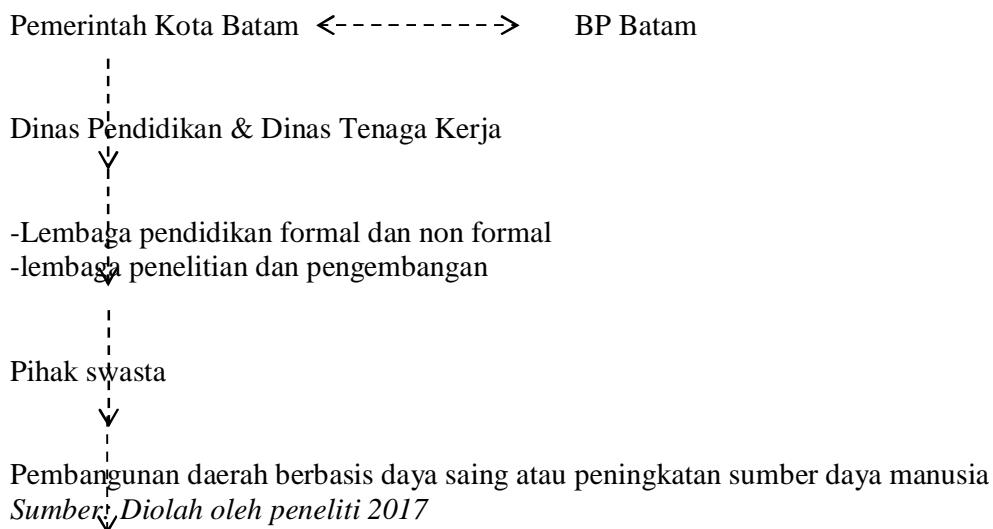 Pemerintah Kota Batam BP Batam
Dinas Pendidikan & Dinas Tenaga Kerja
-Lembaga pendidikan formal dan non formal
-lembaga penelitian dan pengembangan
Pihak swasta
Pembangunan daerah berbasis daya saing atau peningkatan sumber daya manusia
Sumber: Diolah oleh peneliti 2017